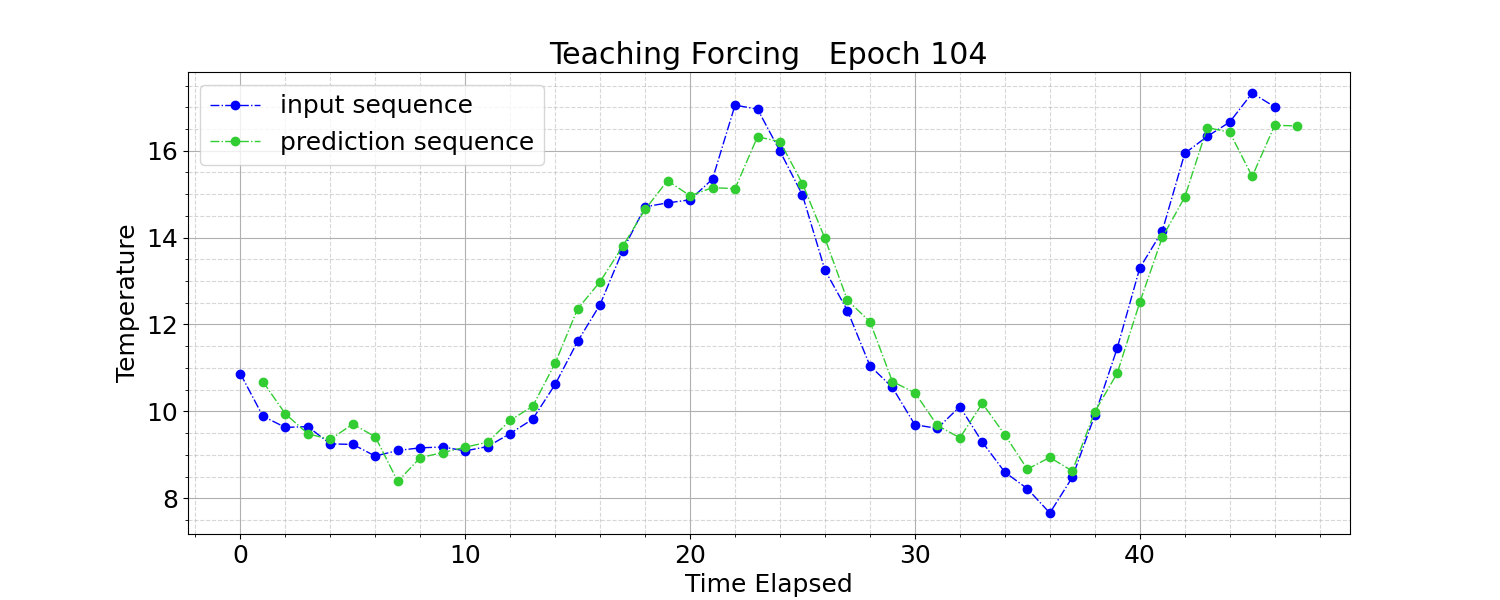 Teaching Forcing   Epoch 104
input sequence
prediction sequence
16
14
12
10
8
Temperature
0 10 20 30 40
Time Elapsed